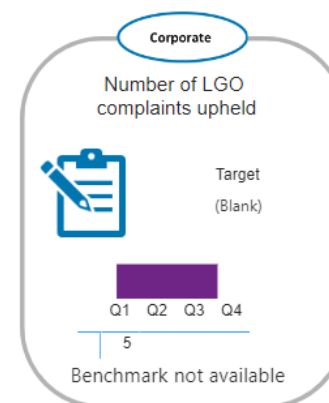 Corporate
Number of LGO
complaints upheld
Target
(Blank)
Q1 Q2 Q3 Q4
5
Benchmark not available